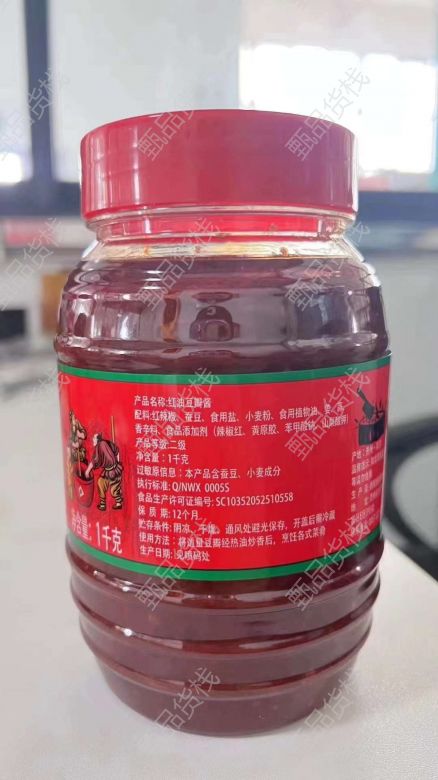 产品名称:红油豆瓣酱
配料:红辣椒、蚕豆、食用盐、小麦粉、食用植物油、
香辛料、食品添加剂（辣椒红、黄原胶、苯甲酸钠、山梨酸钾）
产品等级:二级
净含量：1千克
过敏原信息：本产品含蚕豆、小麦成分
执行标准: Q/NWX 0005S
食品生产许可证编号: SC10352052510558
保 质 期: 12个月
贮存条件: 阴凉、干燥、通风处避光保存，开盖后需冷藏
使用方法：将适量豆瓣经热油炒香后，烹饪各式菜肴
生产日期: 见喷码处
净含量: 1千克
甄品货栈